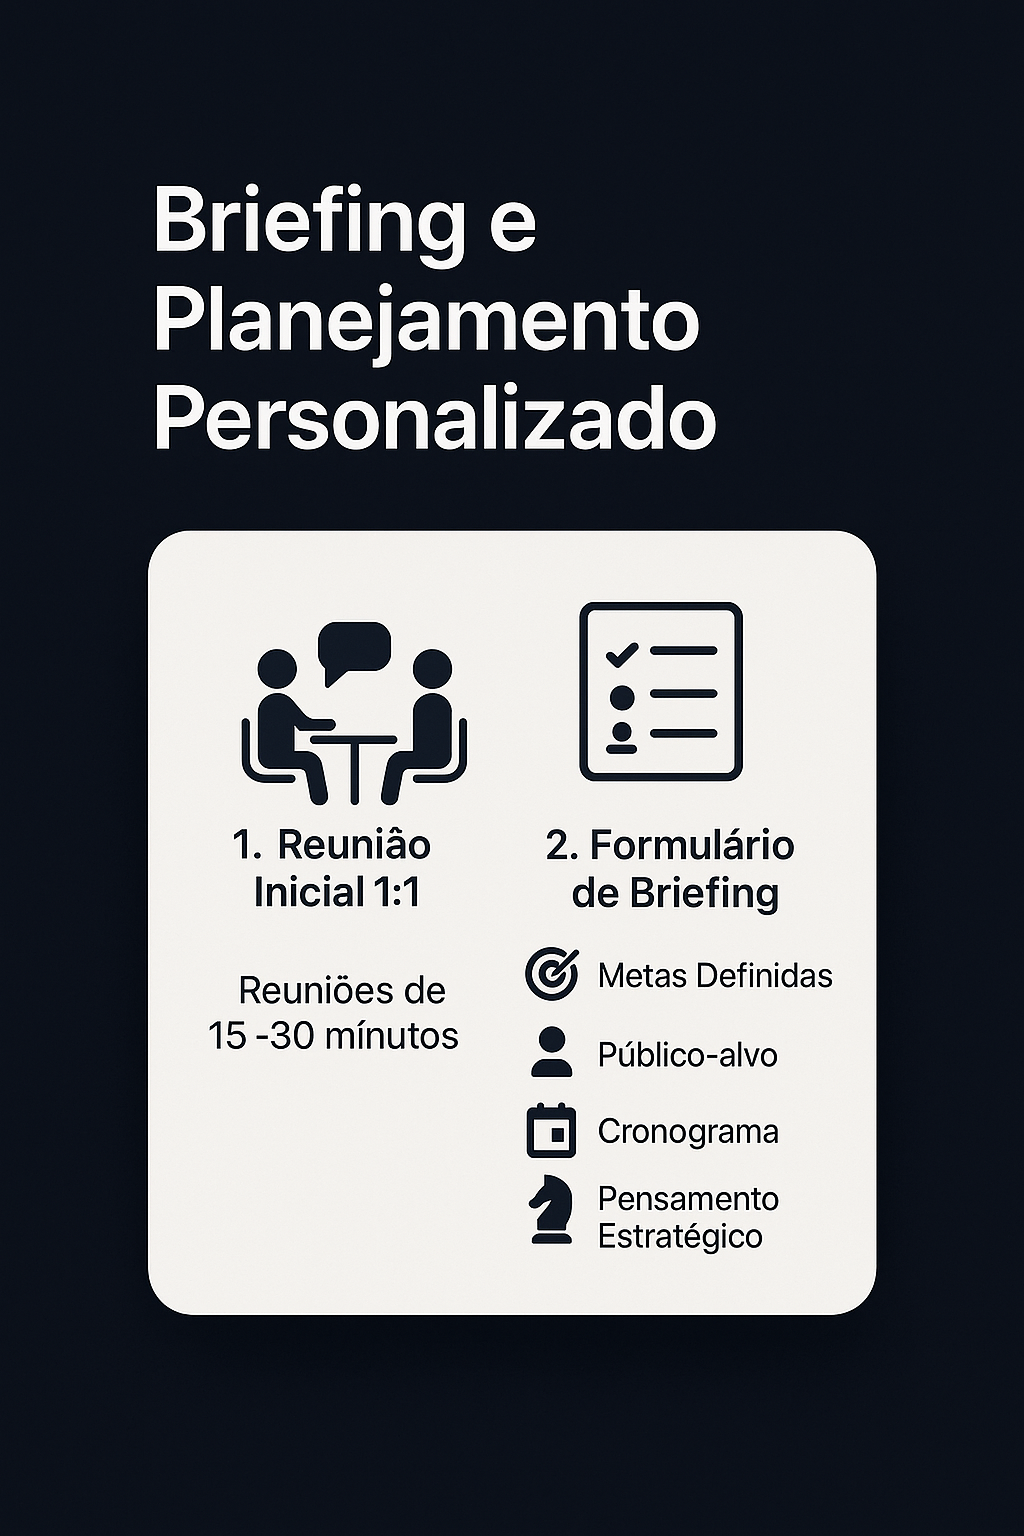 Briefing e
Planejamento
Personalizado
1. Reuniâo
Inicial 1:1
Reuniöes de
15 -30 mínutos
2. Formulário
de Briefing
Metas Definidas
Público-alvo
Cronograma
Pensamento
Estratégico